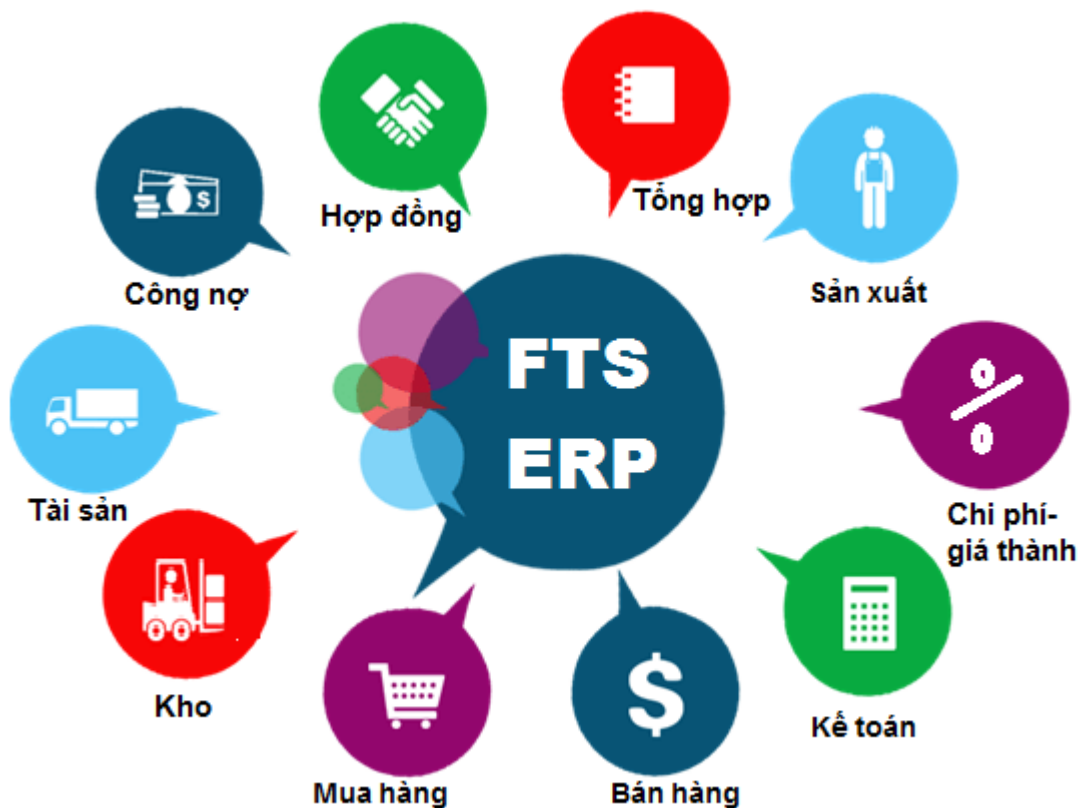 Hợp đồng
Tổng hợp
Công nợ
Sản xuất
FTS
ERP
Tài sản
Chi phí-
giá thành
Kho
Kế toán
Mua hàng
Bán hàng
$